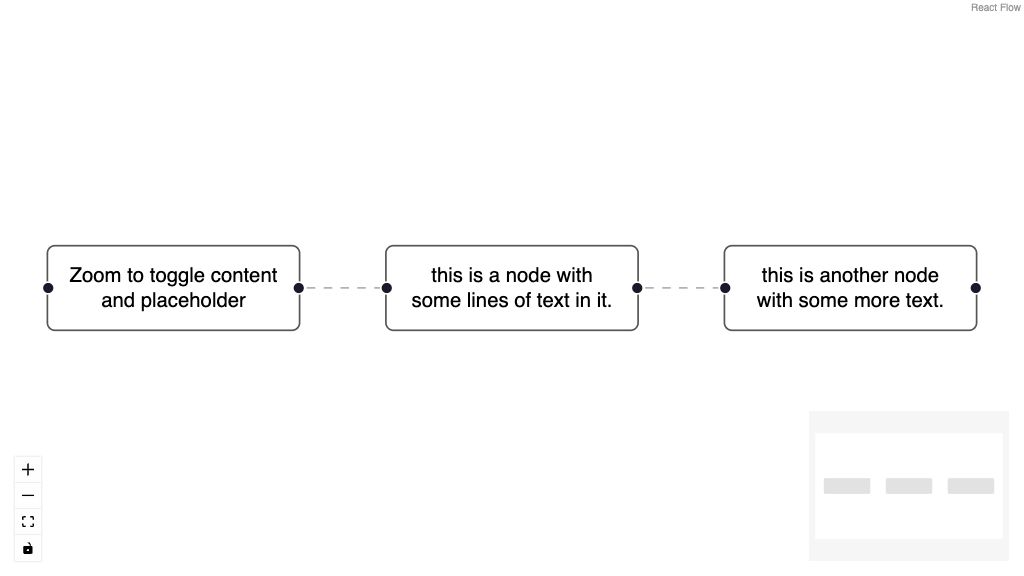 React Flow
Zoom to toggle content
and placeholder
this is a node with
some lines of text in it.
this is another node
with some more text.